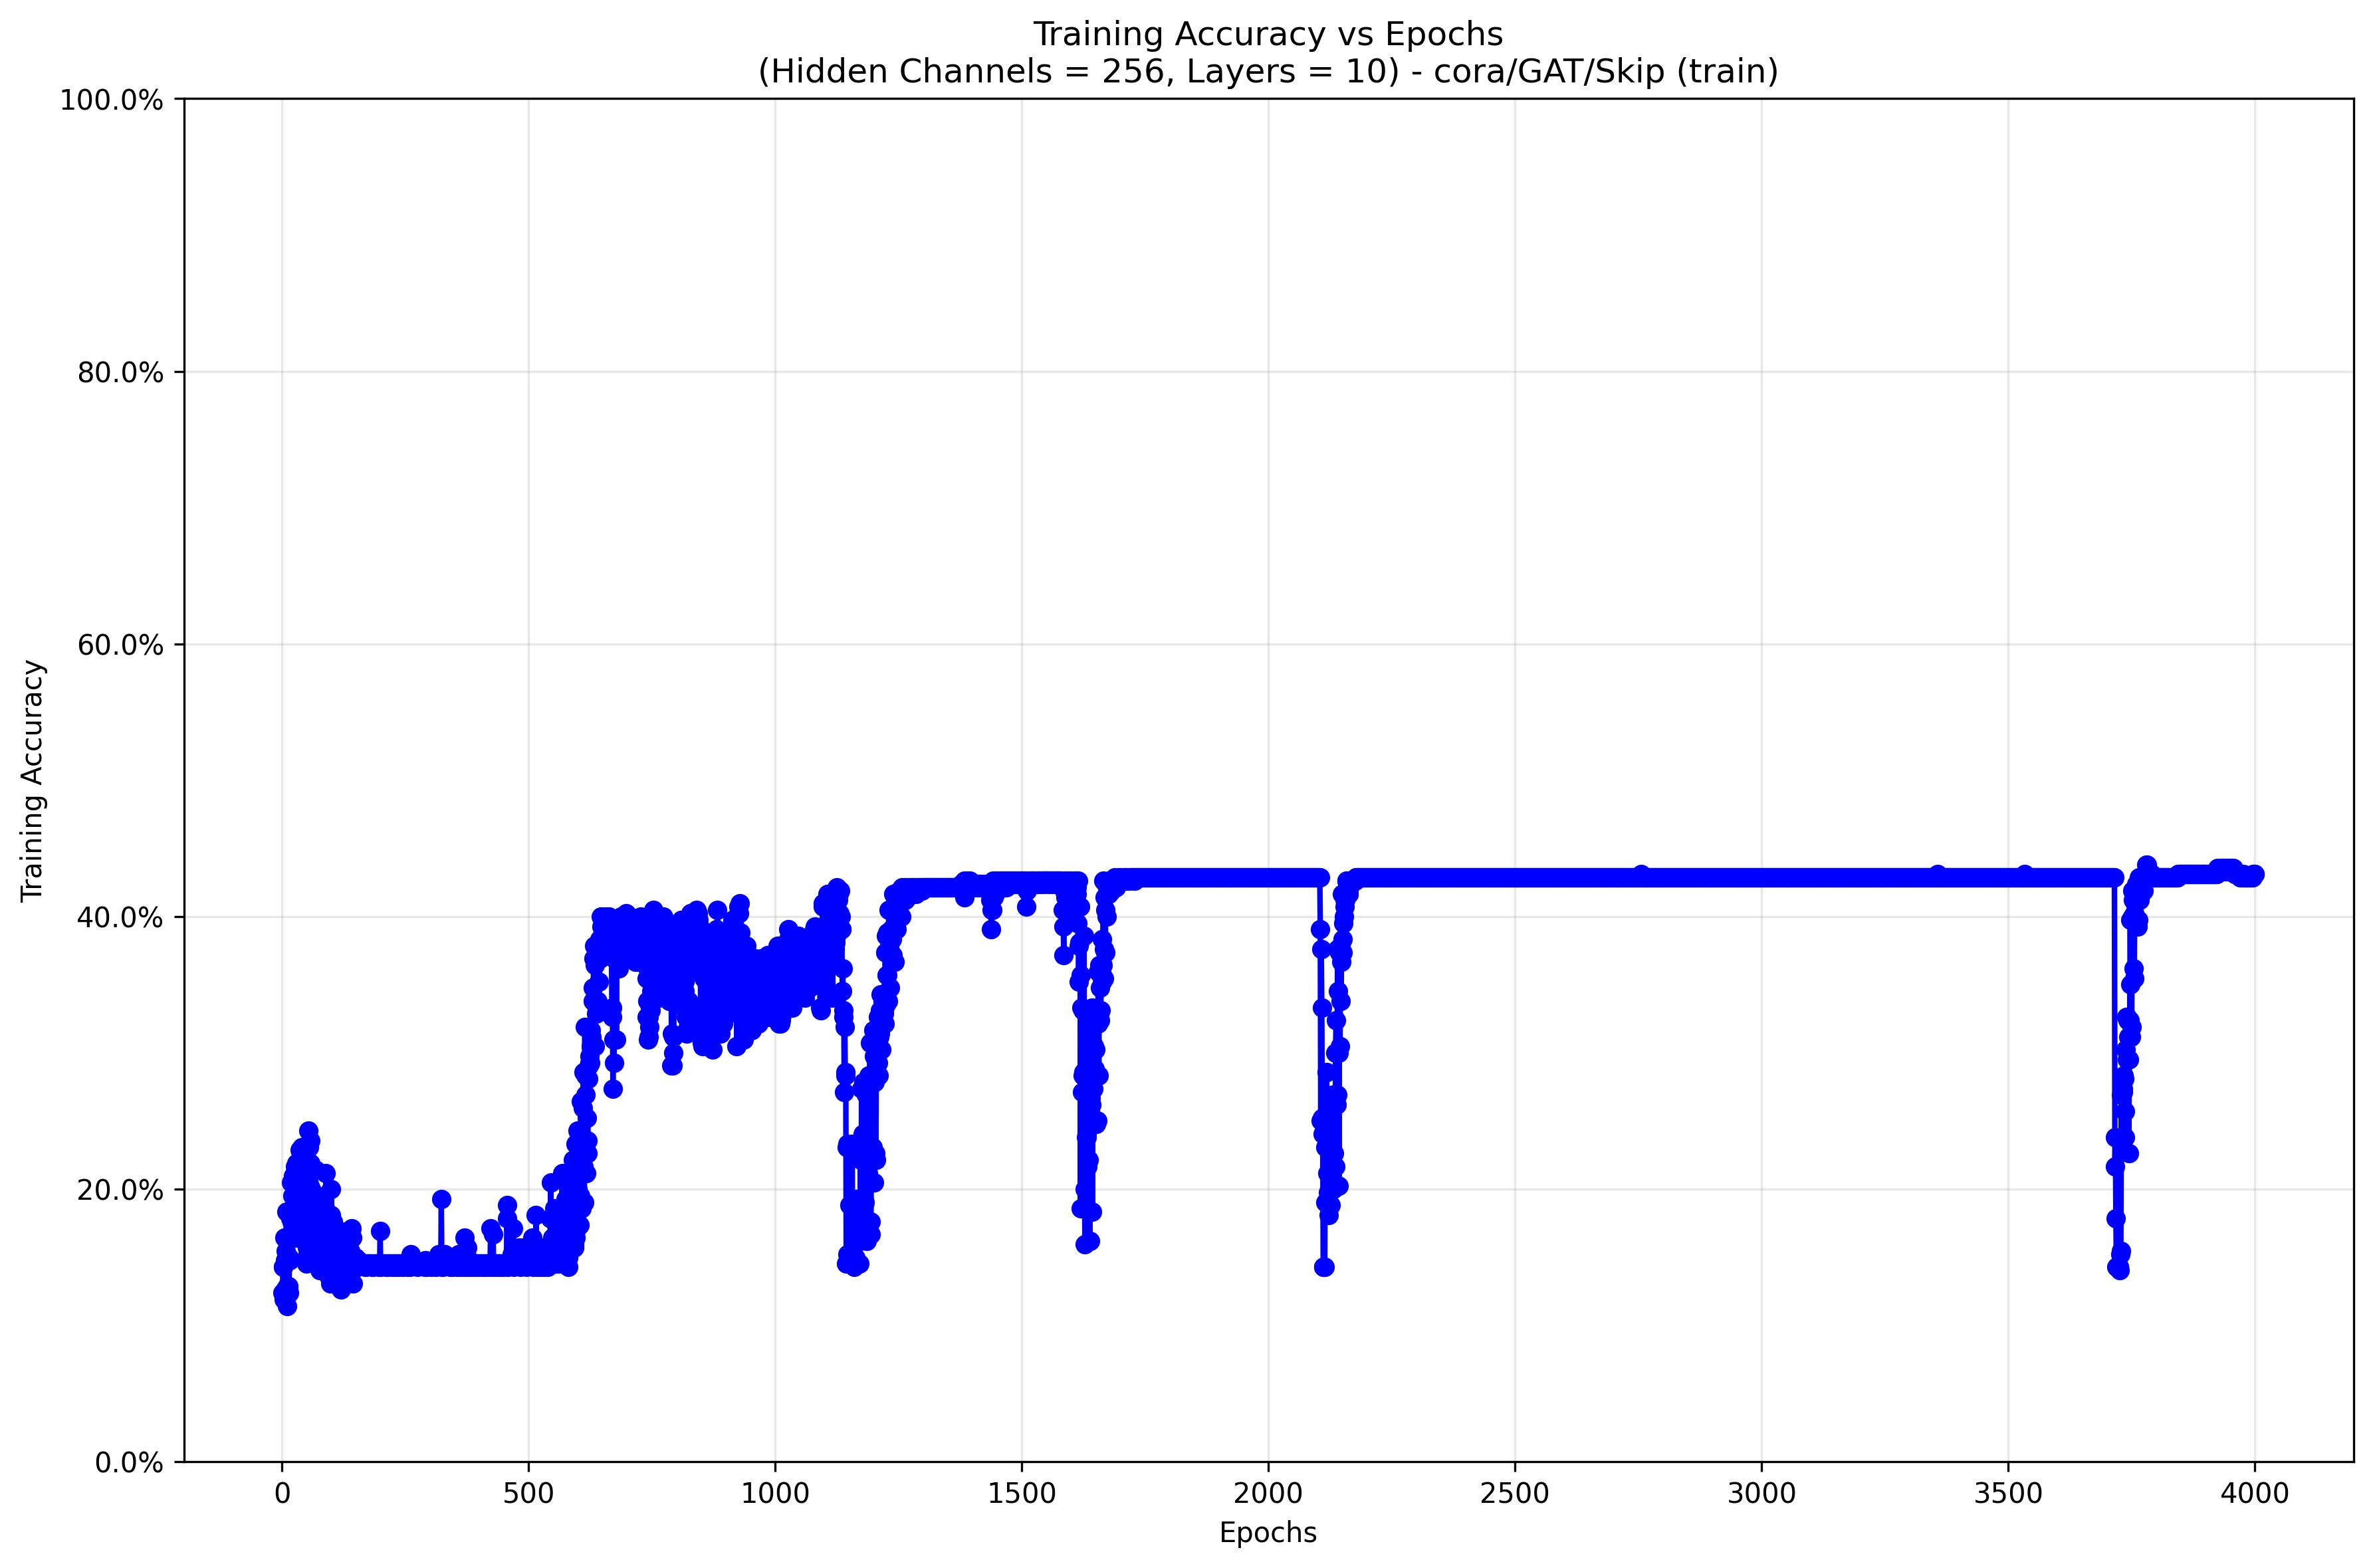 Training Accuracy vs Epochs
(Hidden Channels = 256, Layers = 10) - cora/GAT/Skip (train)
100.0%
80.0%
60.0%
40.0%
20.0%
0.0%
Training Accuracy
0 500 1000 1500 2000 2500 3000 3500 4000
Epochs